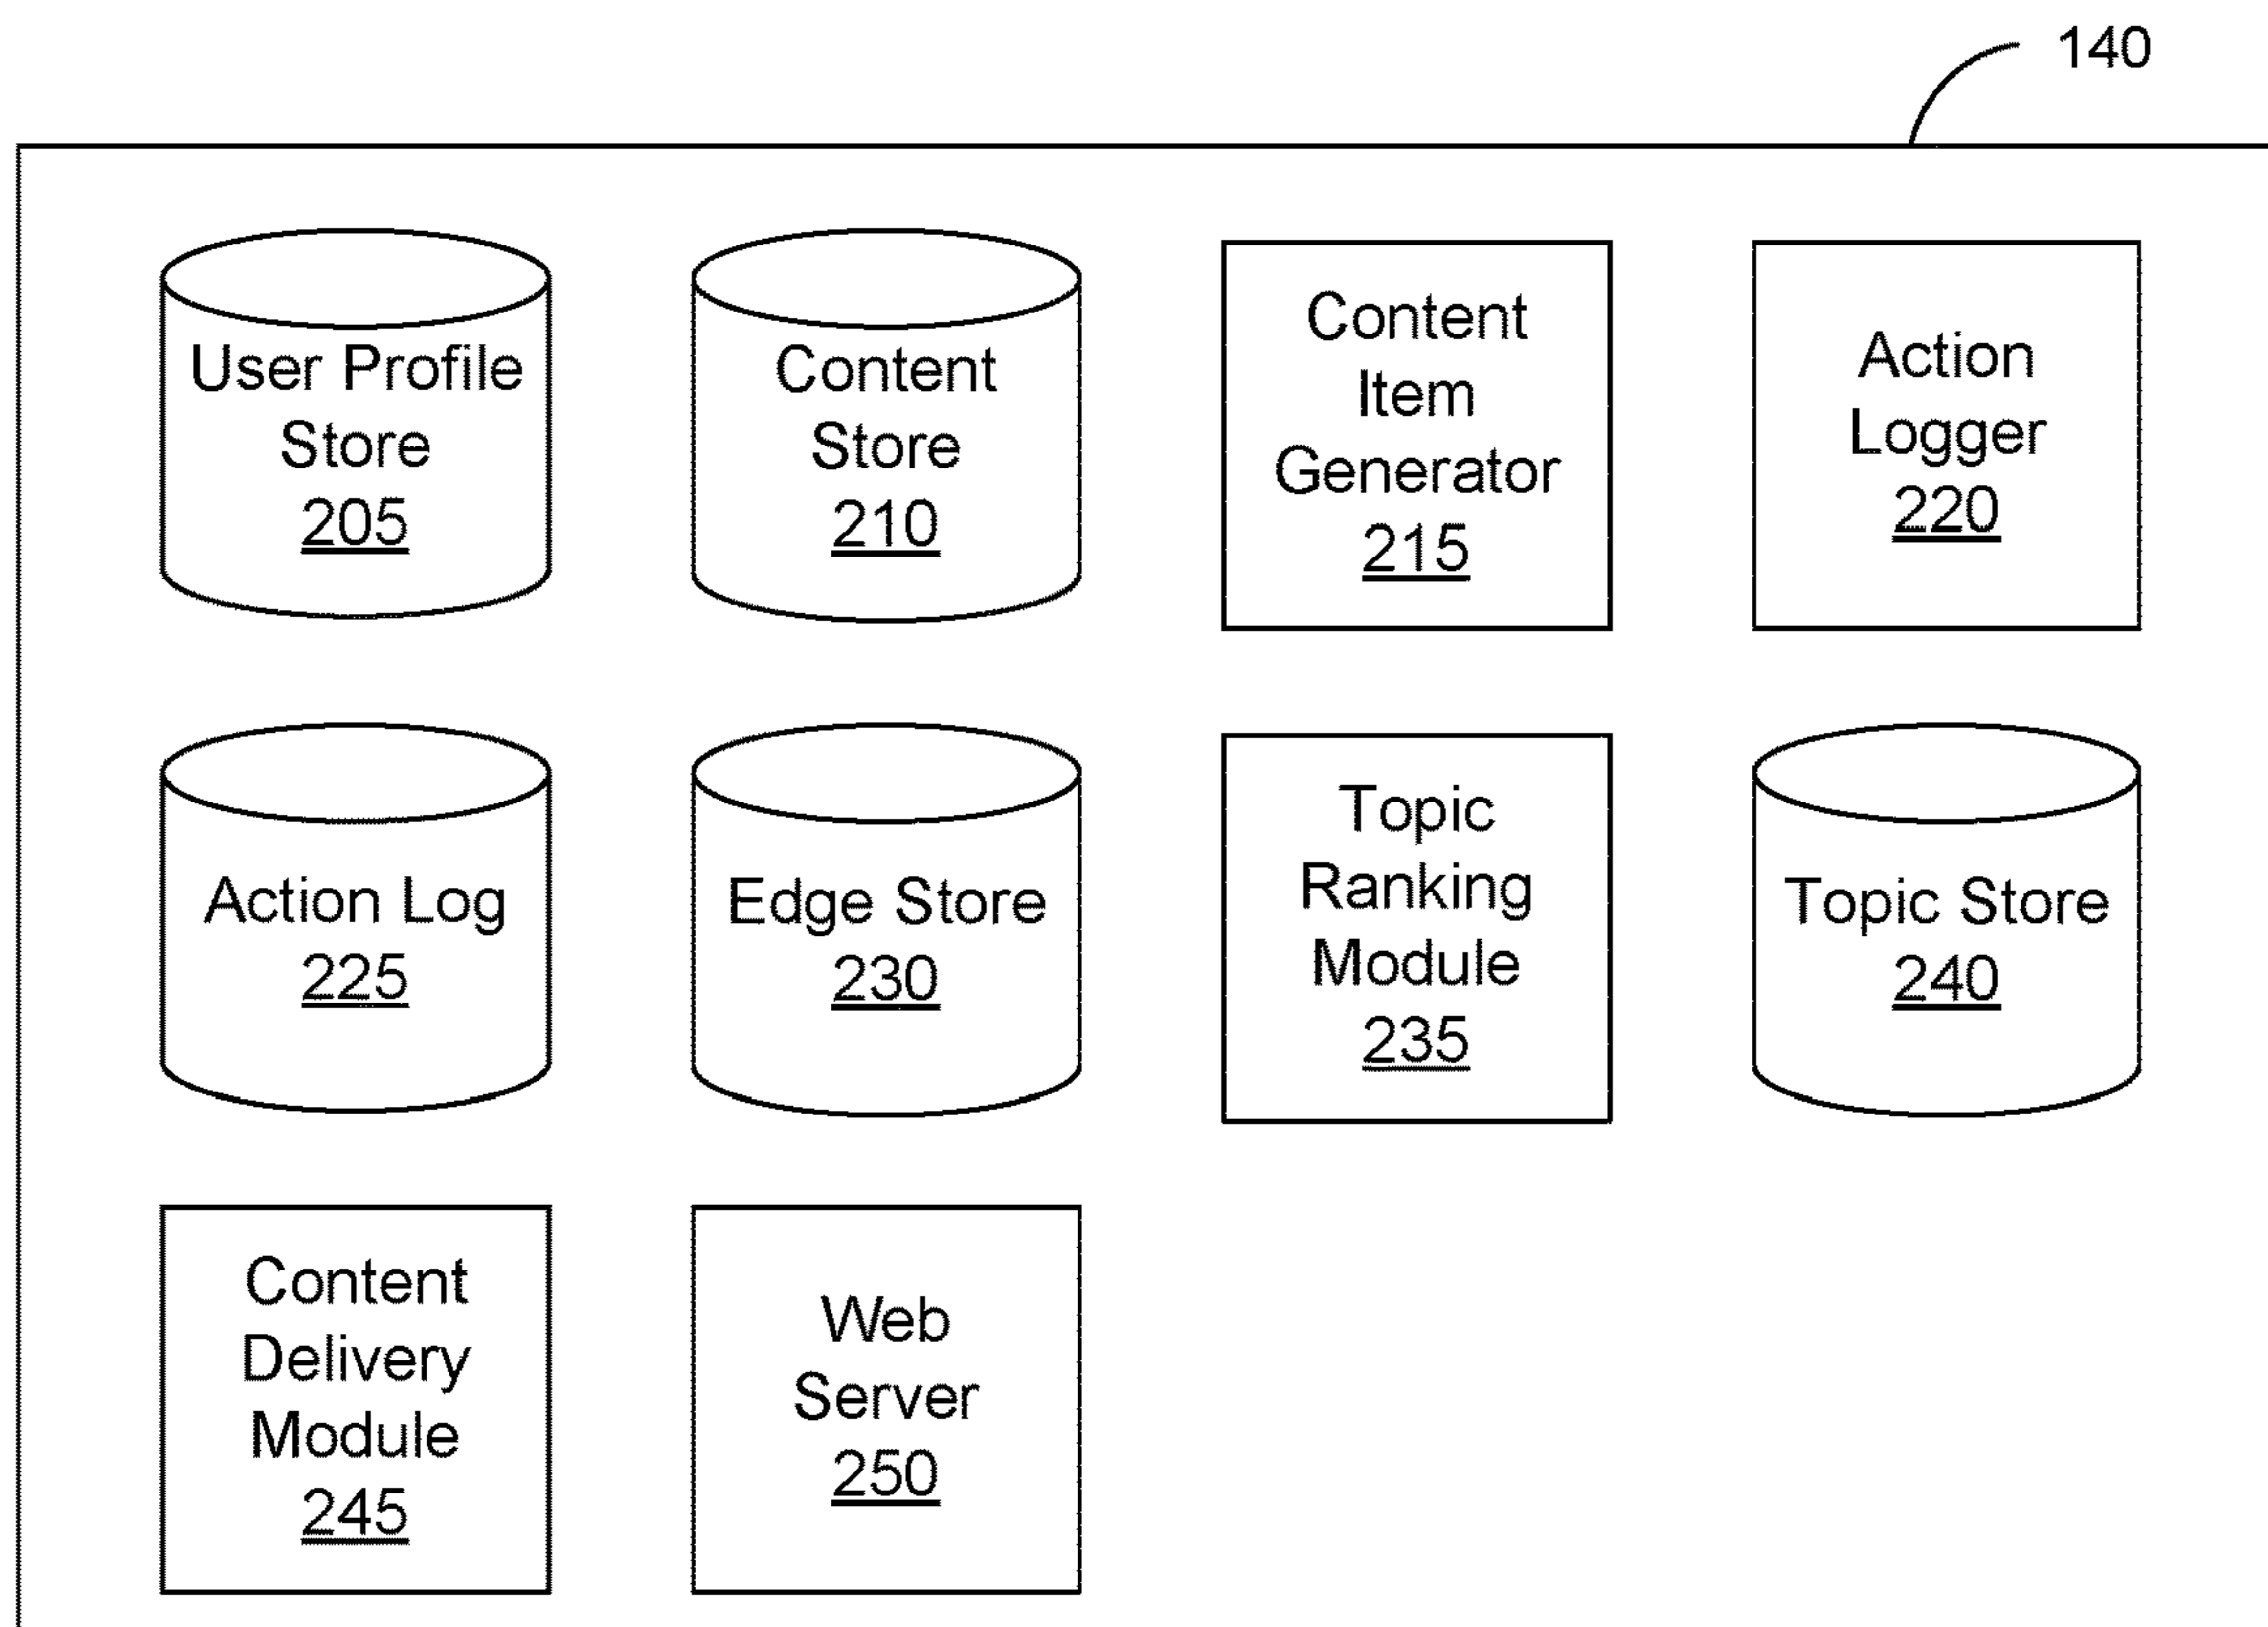 140
User Profile
Store
205
Content
Store
210
Content
Item
Generator
215
Action
Logger
220
Action Log
225
Edge Store
230
Topic
Ranking
Module
235
Topic Store
240
Content
Delivery
Module
245
Web
Server
250